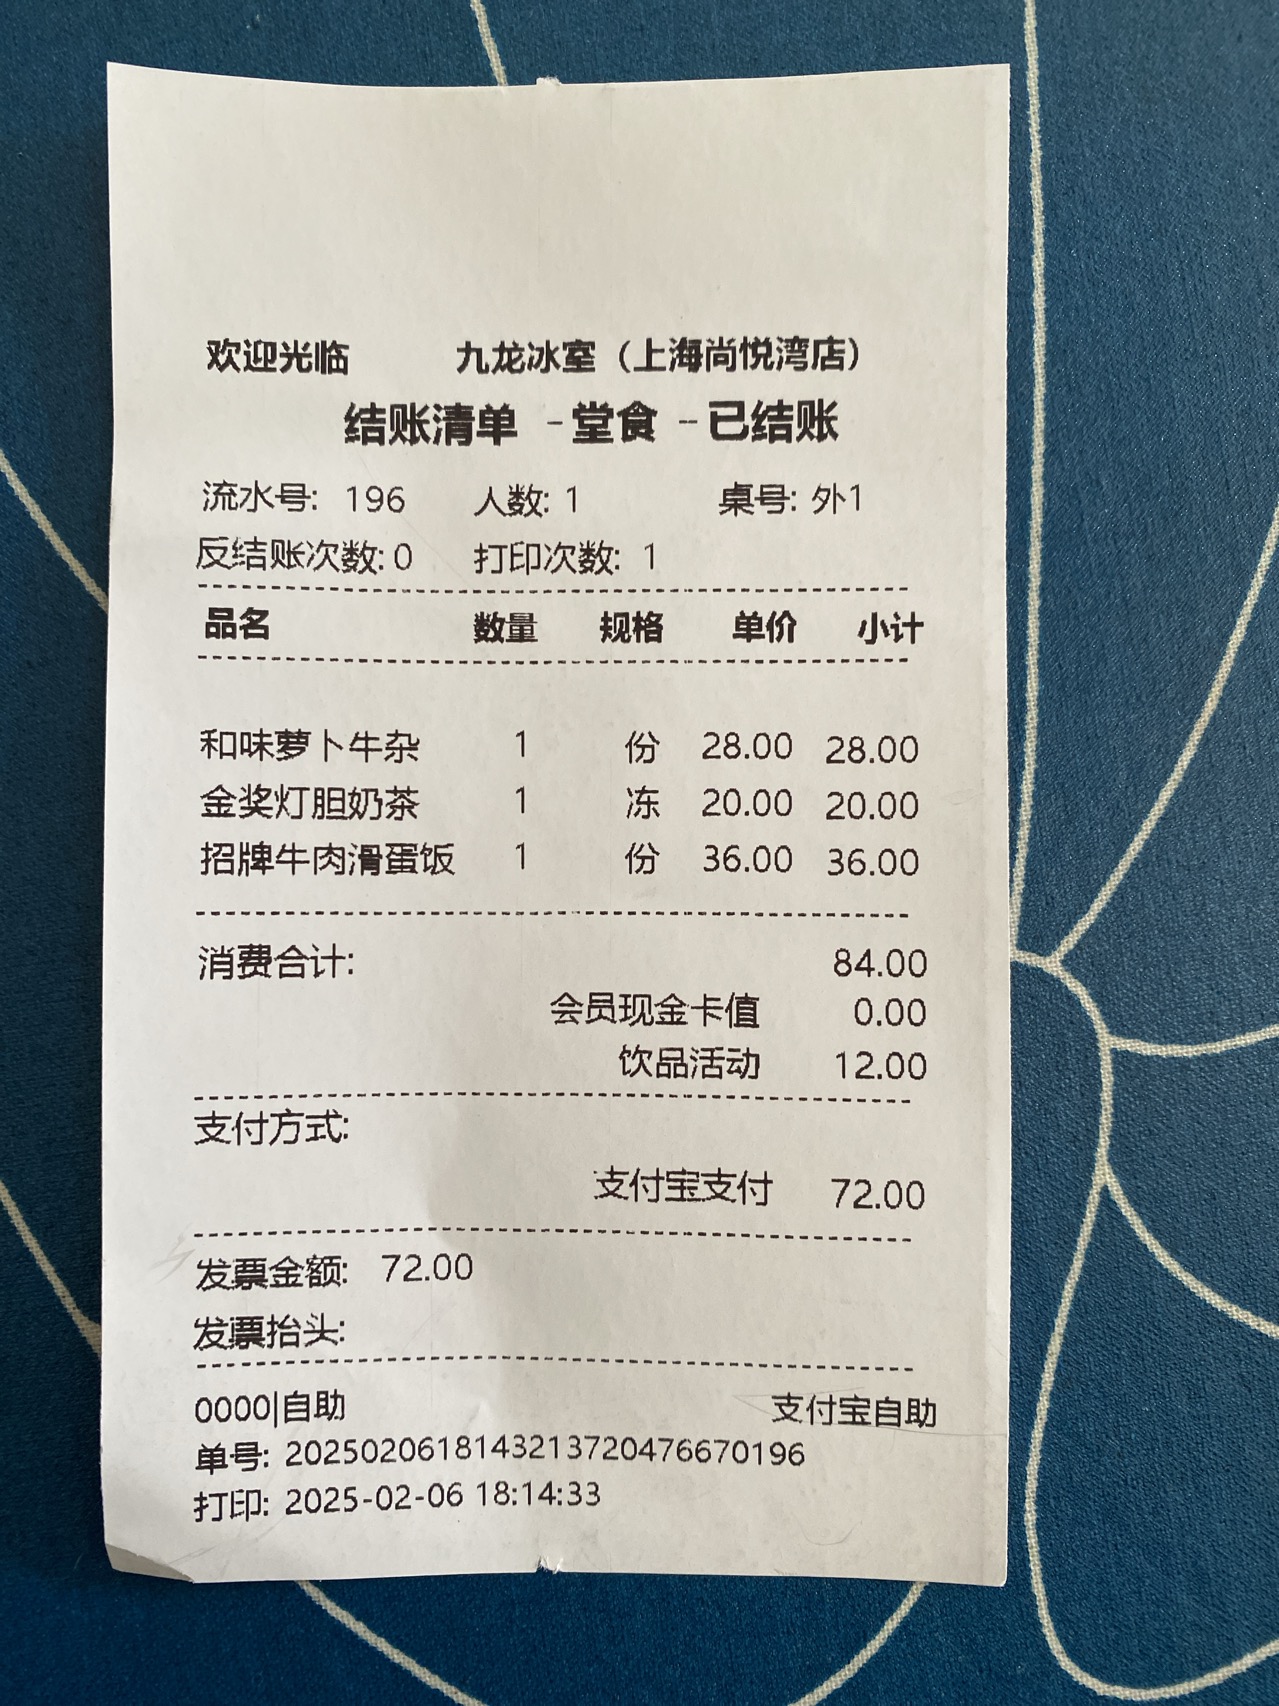 欢迎光临 九龙冰室（上海尚悦湾店）
结账清单 -堂食 -已结账
流水号: 196 人数: 1 桌号: 外1
反结账次数: 0 打印次数: 1
品名 数量 规格 单价 小计
和味萝卜牛杂 1 份 28.00 28.00
金奖灯胆奶茶 1 冻 20.00 20.00
招牌牛肉滑蛋饭 1 份 36.00 36.00
消费合计: 84.00
会员现金卡值 0.00
饮品活动 12.00
支付方式:
支付宝支付 72.00
发票金额: 72.00
发票抬头:
0000|自助 支付宝自助
单号: 2025020618143213720476670196
打印: 2025-02-06 18:14:33